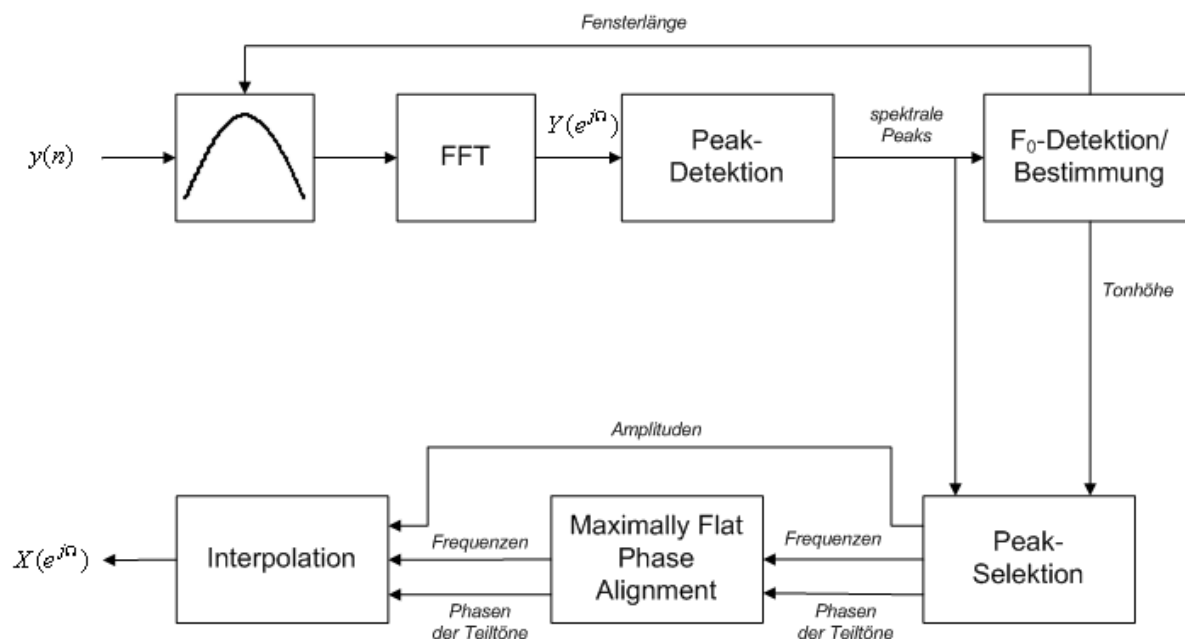 Fensterlänge
y(n)
FFT
Y(e^{jΩ})
Peak-
Detektion
spektrale
Peaks
F₀-Detektion/
Bestimmung
Tonhöhe
Amplituden
X(e^{jΩ})
Interpolation
Frequenzen
Phasen
der Teiltöne
Maximally Flat
Phase
Alignment
Frequenzen
Phasen
der Teiltöne
Peak-
Selektion